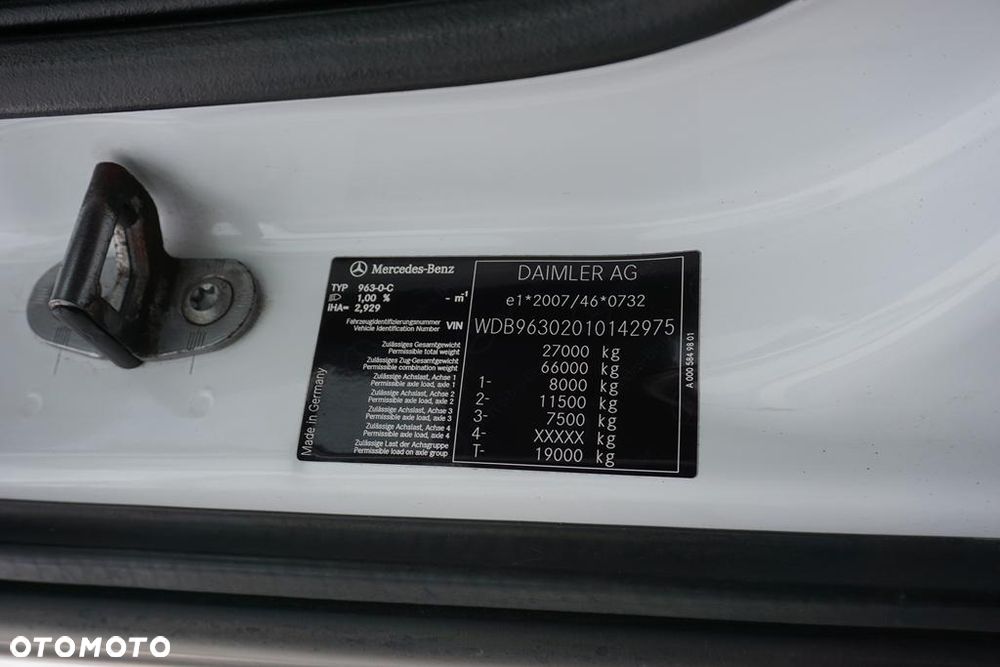 Mercedes-Benz
TYP 963-0-C
1,00 % - m⁻¹
IHA= 2,929
Fahrzeugidentifizierungsnummer
Vehicle Identification Number VIN
Zulässiges Gesamtgewicht
Permissible total weight
Zulässiges Zug-Gesamtgewicht
Permissible combination weight
Zulässige Achslast, Achse 1
Permissible axle load, axle 1
Zulässige Achslast, Achse 2
Permissible axle load, axle 2
Zulässige Achslast, Achse 3
Permissible axle load, axle 3
Zulässige Achslast, Achse 4
Permissible axle load, axle 4
Zulässige Last der Achsgruppe
Permissible load on axle group
Made in Germany
DAIMLER AG
e1*2007/46*0732
WDB96302010142975
27000 kg
66000 kg
1- 8000 kg
2- 11500 kg
3- 7500 kg
4- XXXXX kg
T- 19000 kg
A 000 584 98 01
OTOMOTO